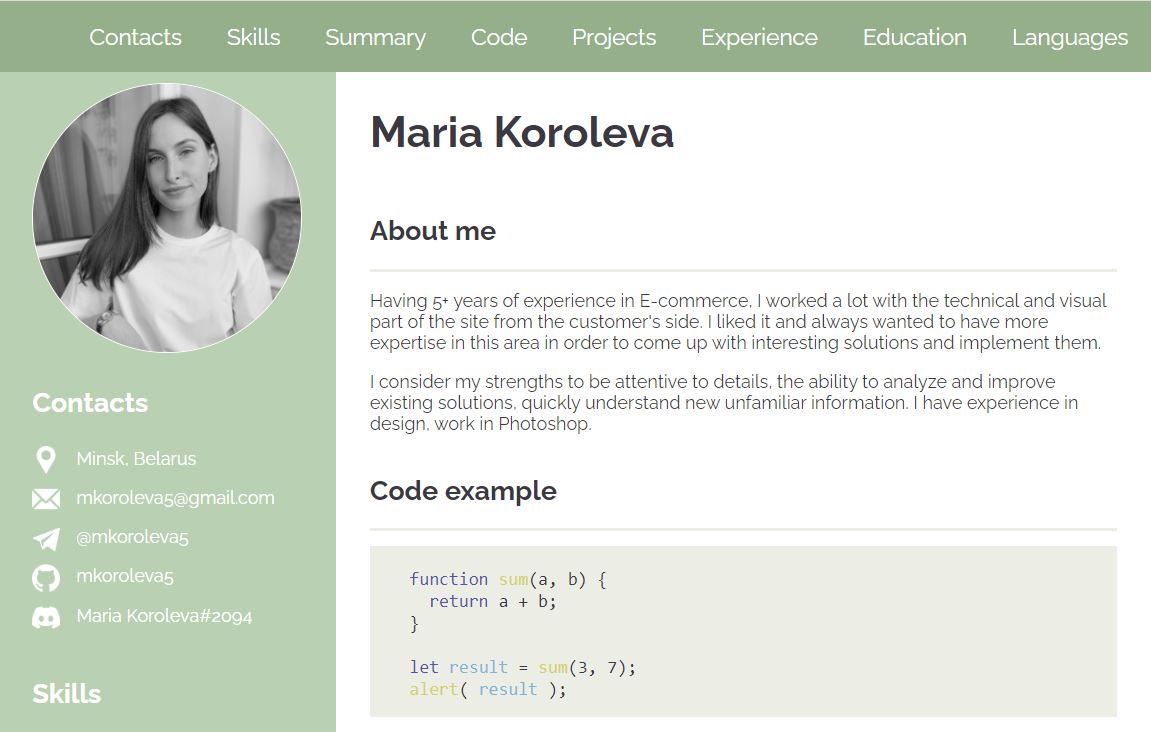 Contacts Skills Summary Code Projects Experience Education Languages
Contacts
Minsk, Belarus
mkoroleva5@gmail.com
@mkoroleva5
mkoroleva5
Maria Koroleva#2094
Skills
Maria Koroleva
About me
Having 5+ years of experience in E-commerce, I worked a lot with the technical and visual
part of the site from the customer's side. I liked it and always wanted to have more
expertise in this area in order to come up with interesting solutions and implement them.
I consider my strengths to be attentive to details, the ability to analyze and improve
existing solutions, quickly understand new unfamiliar information. I have experience in
design, work in Photoshop.
Code example
function sum(a, b) {
  return a + b;
}
let result = sum(3, 7);
alert( result );